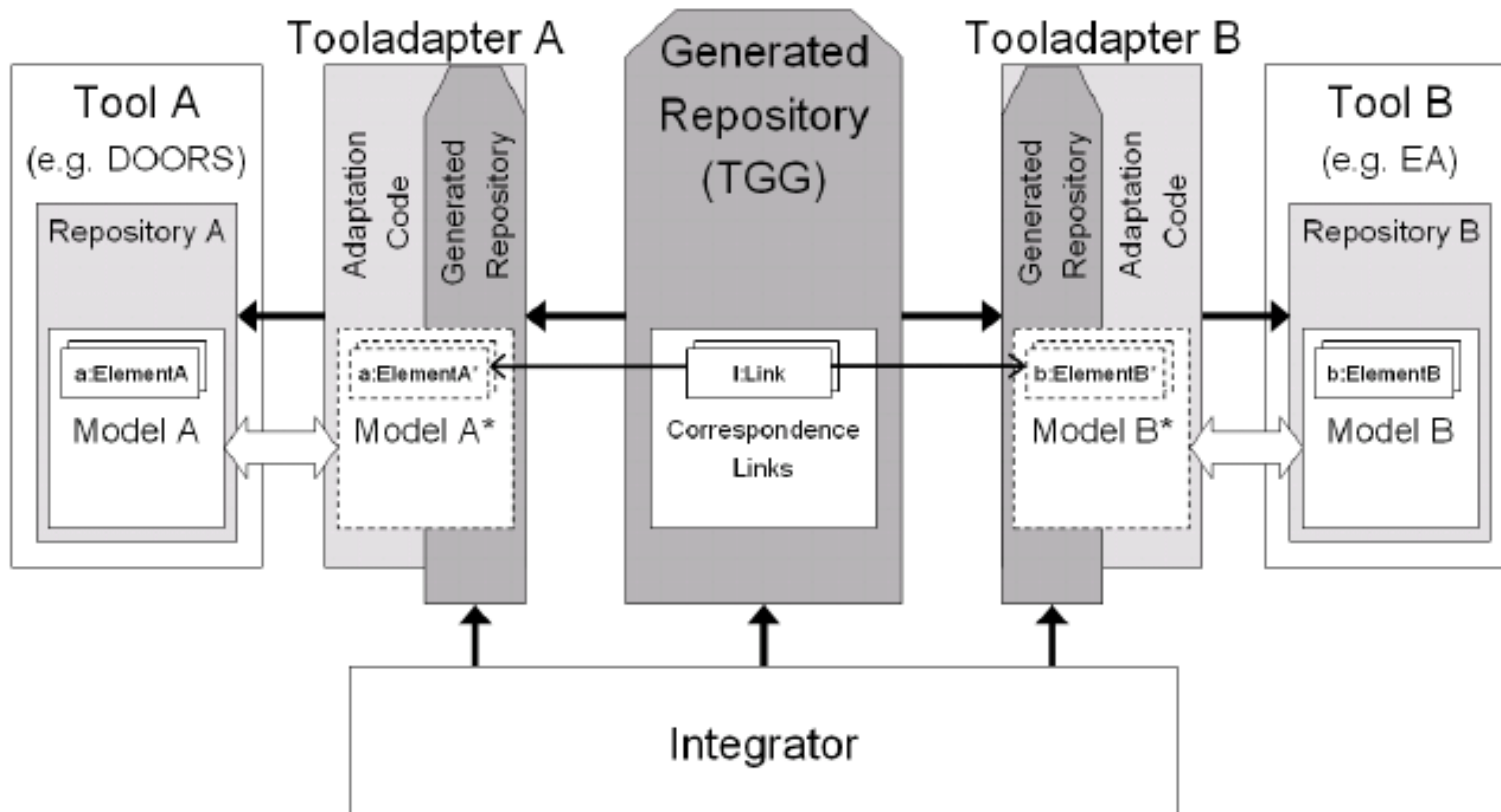 Tool A
(e.g. DOORS)
Repository A
a:ElementA
Model A
Tooladapter A
Adaptation
Code
Generated
Repository
a:ElementA*
Model A*
Generated
Repository
(TGG)
l:Link
Correspondence
Links
Tooladapter B
Generated
Repository
Adaptation
Code
b:ElementB*
Model B*
Tool B
(e.g. EA)
Repository B
b:ElementB
Model B
Integrator